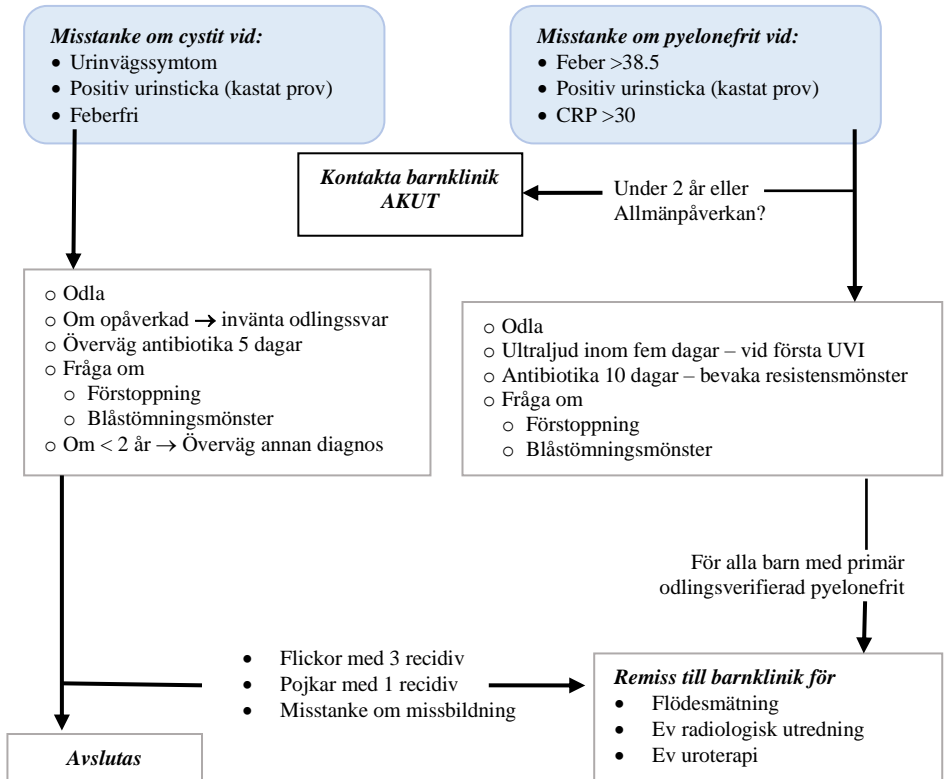 Misstanke om cystit vid:
• Urinvägssymtom
• Positiv urinsticka (kastat prov)
• Feberfri
Misstanke om pyelonefrit vid:
• Feber >38.5
• Positiv urinsticka (kastat prov)
• CRP >30
Kontakta barnklinik
AKUT
Under 2 år eller
Allmänpåverkan?
o Odla
o Om opåverkad → invänta odlingssvar
o Överväg antibiotika 5 dagar
o Fråga om
o Förstoppning
o Blåstömningsmönster
o Om < 2 år → Överväg annan diagnos
o Odla
o Ultraljud inom fem dagar – vid första UVI
o Antibiotika 10 dagar – bevaka resistensmönster
o Fråga om
o Förstoppning
o Blåstömningsmönster
För alla barn med primär
odlingsverifierad pyelonefrit
• Flickor med 3 recidiv
• Pojkar med 1 recidiv
• Misstanke om missbildning
Remiss till barnklinik för
• Flödesmätning
• Ev radiologisk utredning
• Ev uroterapi
Avslutas